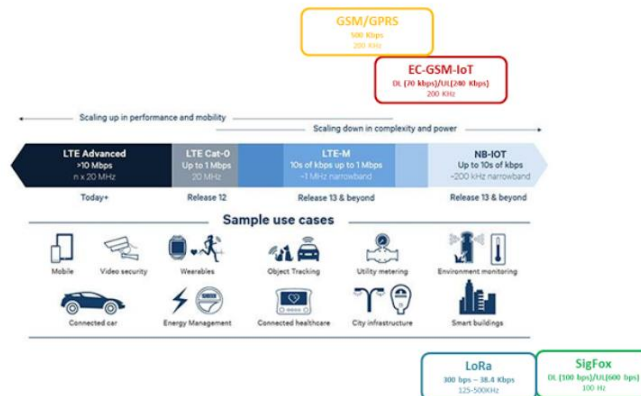 GSM/GPRS
500 Kbps
200 KHz
EC-GSM-IoT
DL (70 kbps)/UL(240 Kbps)
200 KHz
Scaling up in performance and mobility
Scaling down in complexity and power
LTE Advanced
>10 Mbps
n x 20 MHz
LTE Cat-0
Up to 1 Mbps
20 MHz
LTE-M
10s of kbps up to 1 Mbps
~1 MHz narrowband
NB-IOT
Up to 10s of kbps
~200 kHz narrowband
Today+
Release 12
Release 13 & beyond
Release 13 & beyond
Sample use cases
Mobile
Video security
Wearables
Object Tracking
Utility metering
Environment monitoring
Connected car
Energy Management
Connected healthcare
City infrastructure
Smart buildings
LoRa
300 bps – 38.4 Kbps
125-500KHz
SigFox
DL (100 bps)/UL(600 bps)
100 Hz